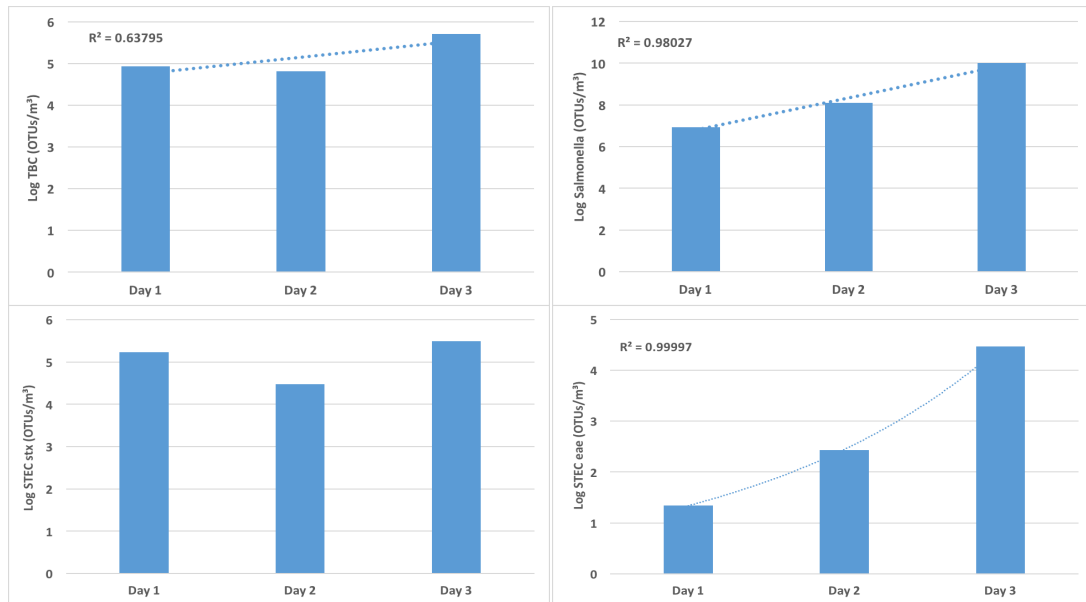 R² = 0.63795
Log TBC (OTUs/m³)
6
5
4
3
2
1
0
Day 1 Day 2 Day 3
R² = 0.98027
Log Salmonella (OTUs/m³)
12
10
8
6
4
2
0
Day 1 Day 2 Day 3
Log STEC stx (OTUs/m³)
6
5
4
3
2
1
0
Day 1 Day 2 Day 3
R² = 0.99997
Log STEC eae (OTUs/m³)
5
4
3
2
1
0
Day 1 Day 2 Day 3